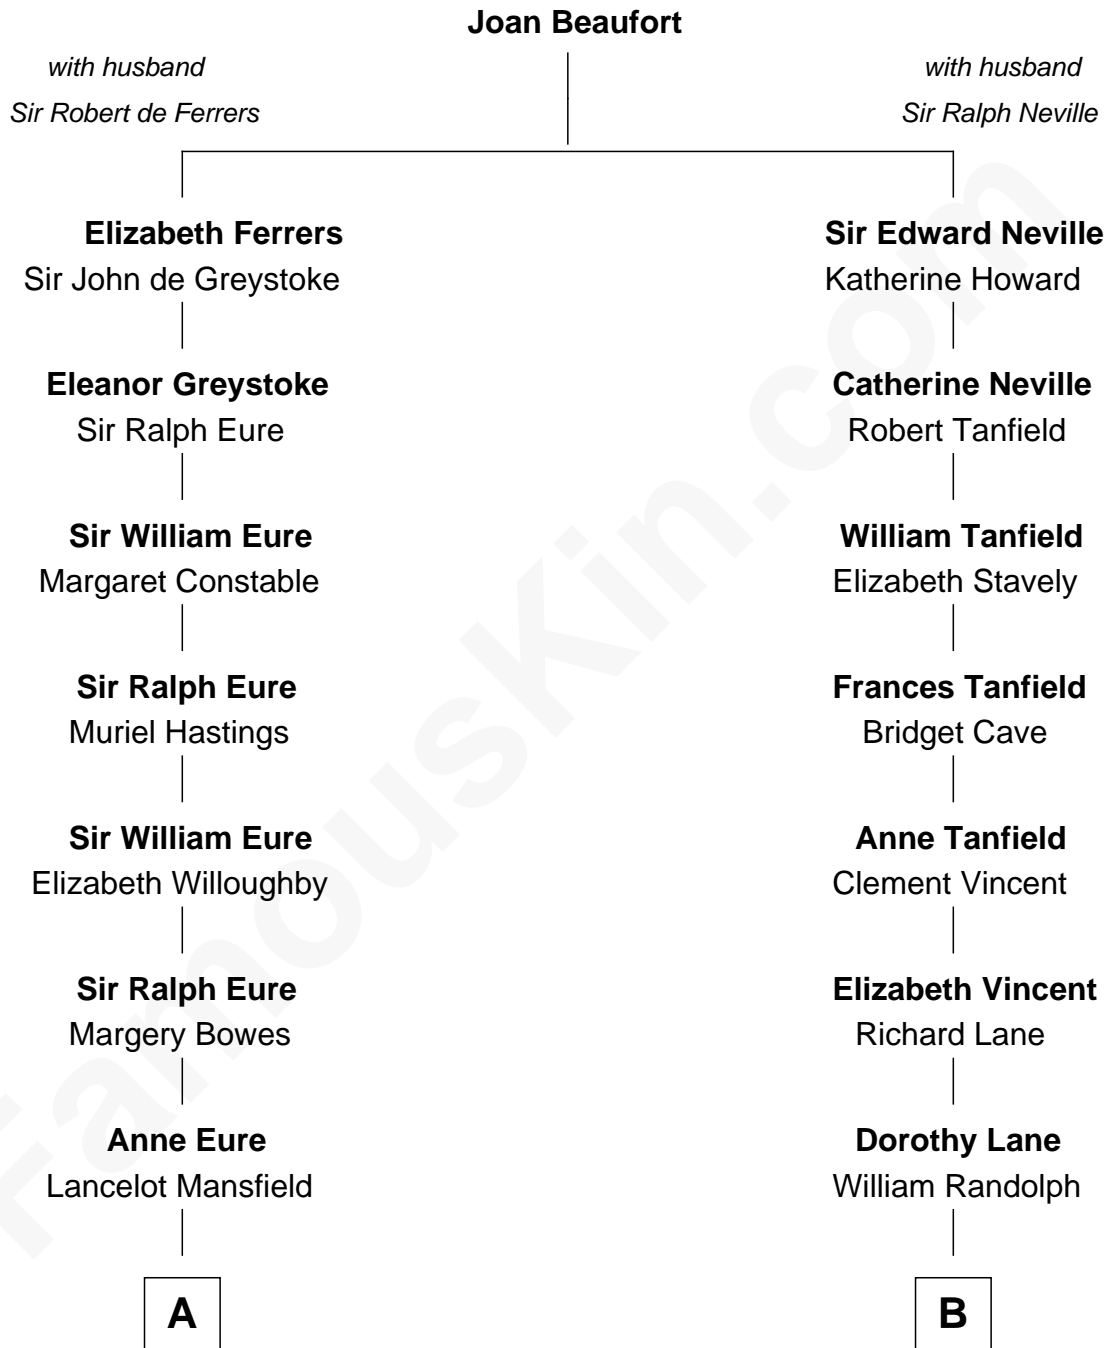 Joan Beaufort
with husband
Sir Robert de Ferrers
with husband
Sir Ralph Neville
Elizabeth Ferrers
Sir John de Greystoke
Sir Edward Neville
Katherine Howard
Eleanor Greystoke
Sir Ralph Eure
Catherine Neville
Robert Tanfield
Sir William Eure
Margaret Constable
William Tanfield
Elizabeth Stavely
Sir Ralph Eure
Muriel Hastings
Frances Tanfield
Bridget Cave
Sir William Eure
Elizabeth Willoughby
Anne Tanfield
Clement Vincent
Sir Ralph Eure
Margery Bowes
Elizabeth Vincent
Richard Lane
Anne Eure
Lancelot Mansfield
Dorothy Lane
William Randolph
A
B
FamousKin.com